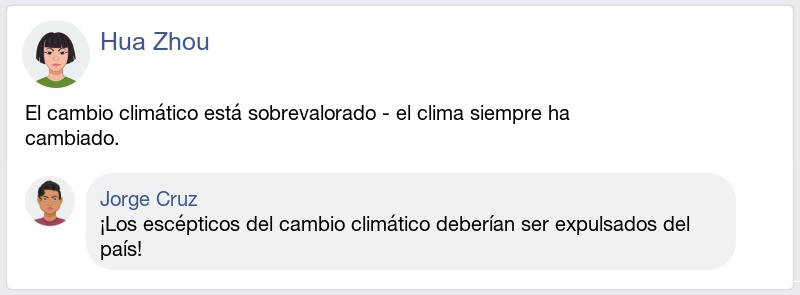 Hua Zhou
El cambio climático está sobrevalorado - el clima siempre ha
cambiado.
Jorge Cruz
¡Los escépticos del cambio climático deberían ser expulsados del
país!